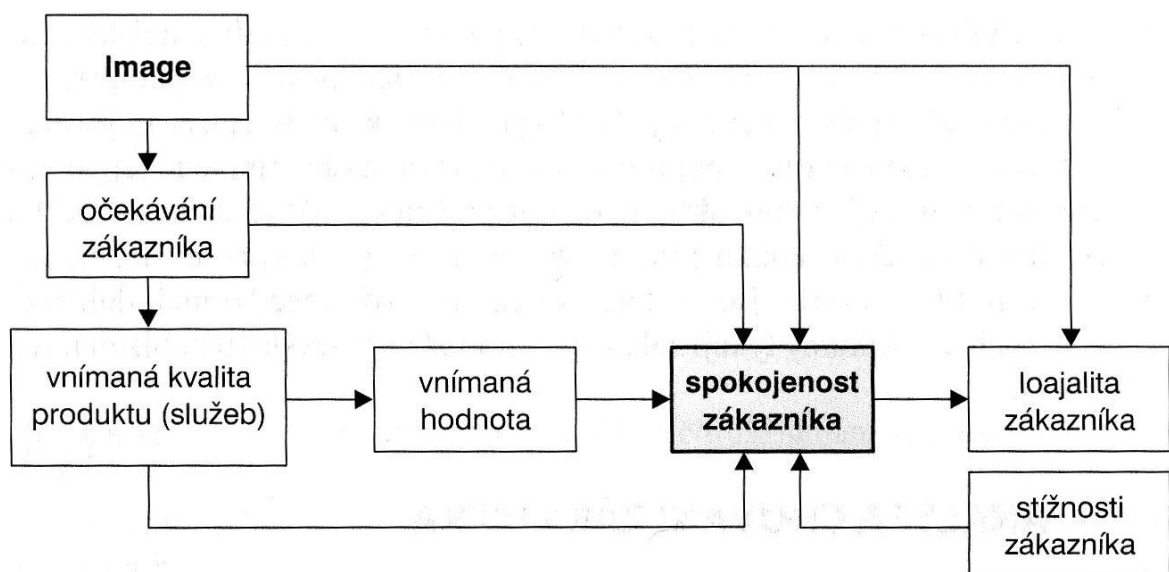 Image
očekávání
zákazníka
vnímaná kvalita
produktu (služeb)
vnímaná
hodnota
spokojenost
zákazníka
loajalita
zákazníka
stížnosti
zákazníka